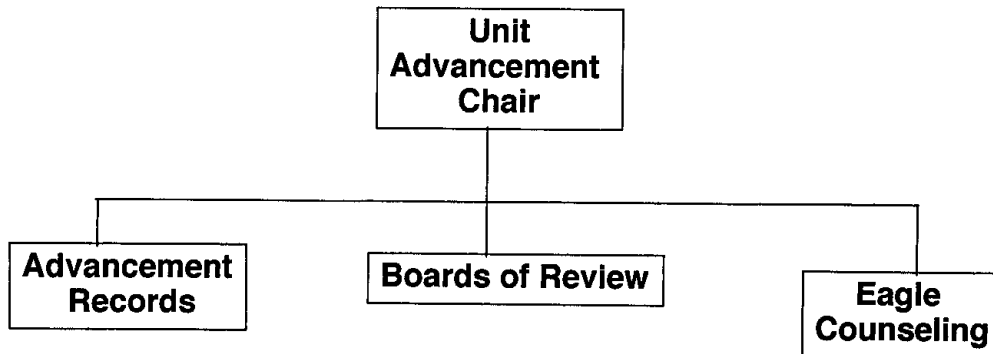 Unit
Advancement
Chair
Advancement
Records
Boards of Review
Eagle
Counseling